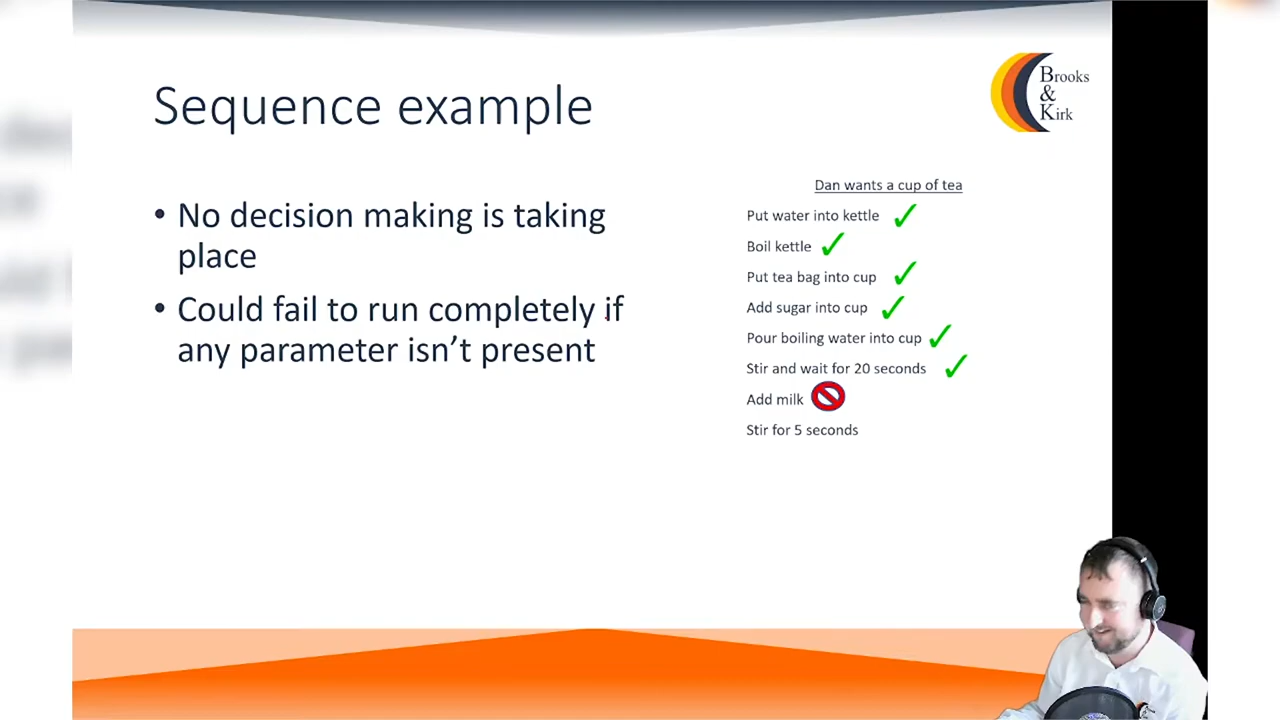 Sequence example
Brooks
&
Kirk
• No decision making is taking
place
• Could fail to run completely if
any parameter isn't present
Dan wants a cup of tea
Put water into kettle
Boil kettle
Put tea bag into cup
Add sugar into cup
Pour boiling water into cup
Stir and wait for 20 seconds
Add milk
Stir for 5 seconds